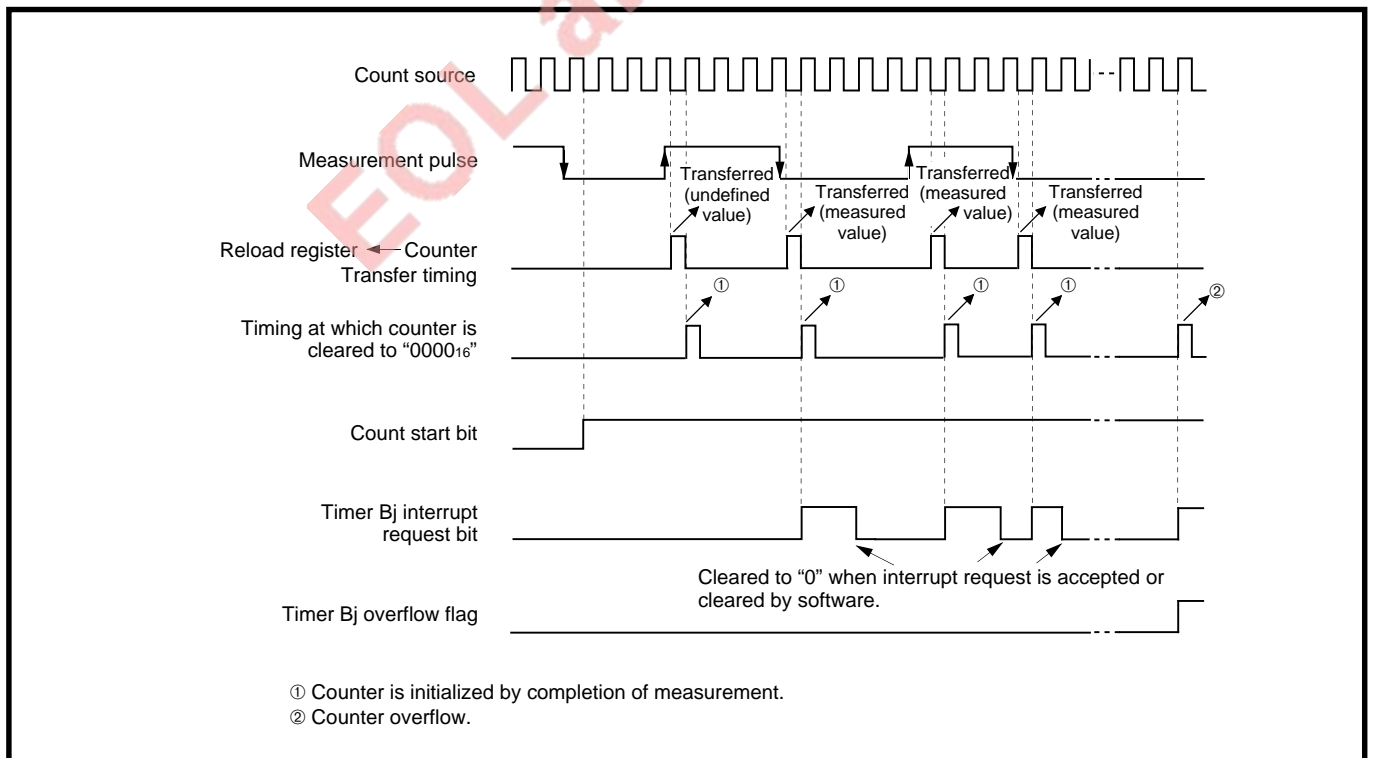 EOL a
Count source
Measurement pulse
Transferred
(undefined
value)
Transferred
(measured
value)
Transferred
(measured
value)
Transferred
(measured
value)
Reload register ← Counter
Transfer timing
① ① ① ① ②
Timing at which counter is
cleared to “0000₁₆”
Count start bit
Timer Bj interrupt
request bit
Cleared to “0” when interrupt request is accepted or
cleared by software.
Timer Bj overflow flag
① Counter is initialized by completion of measurement.
② Counter overflow.